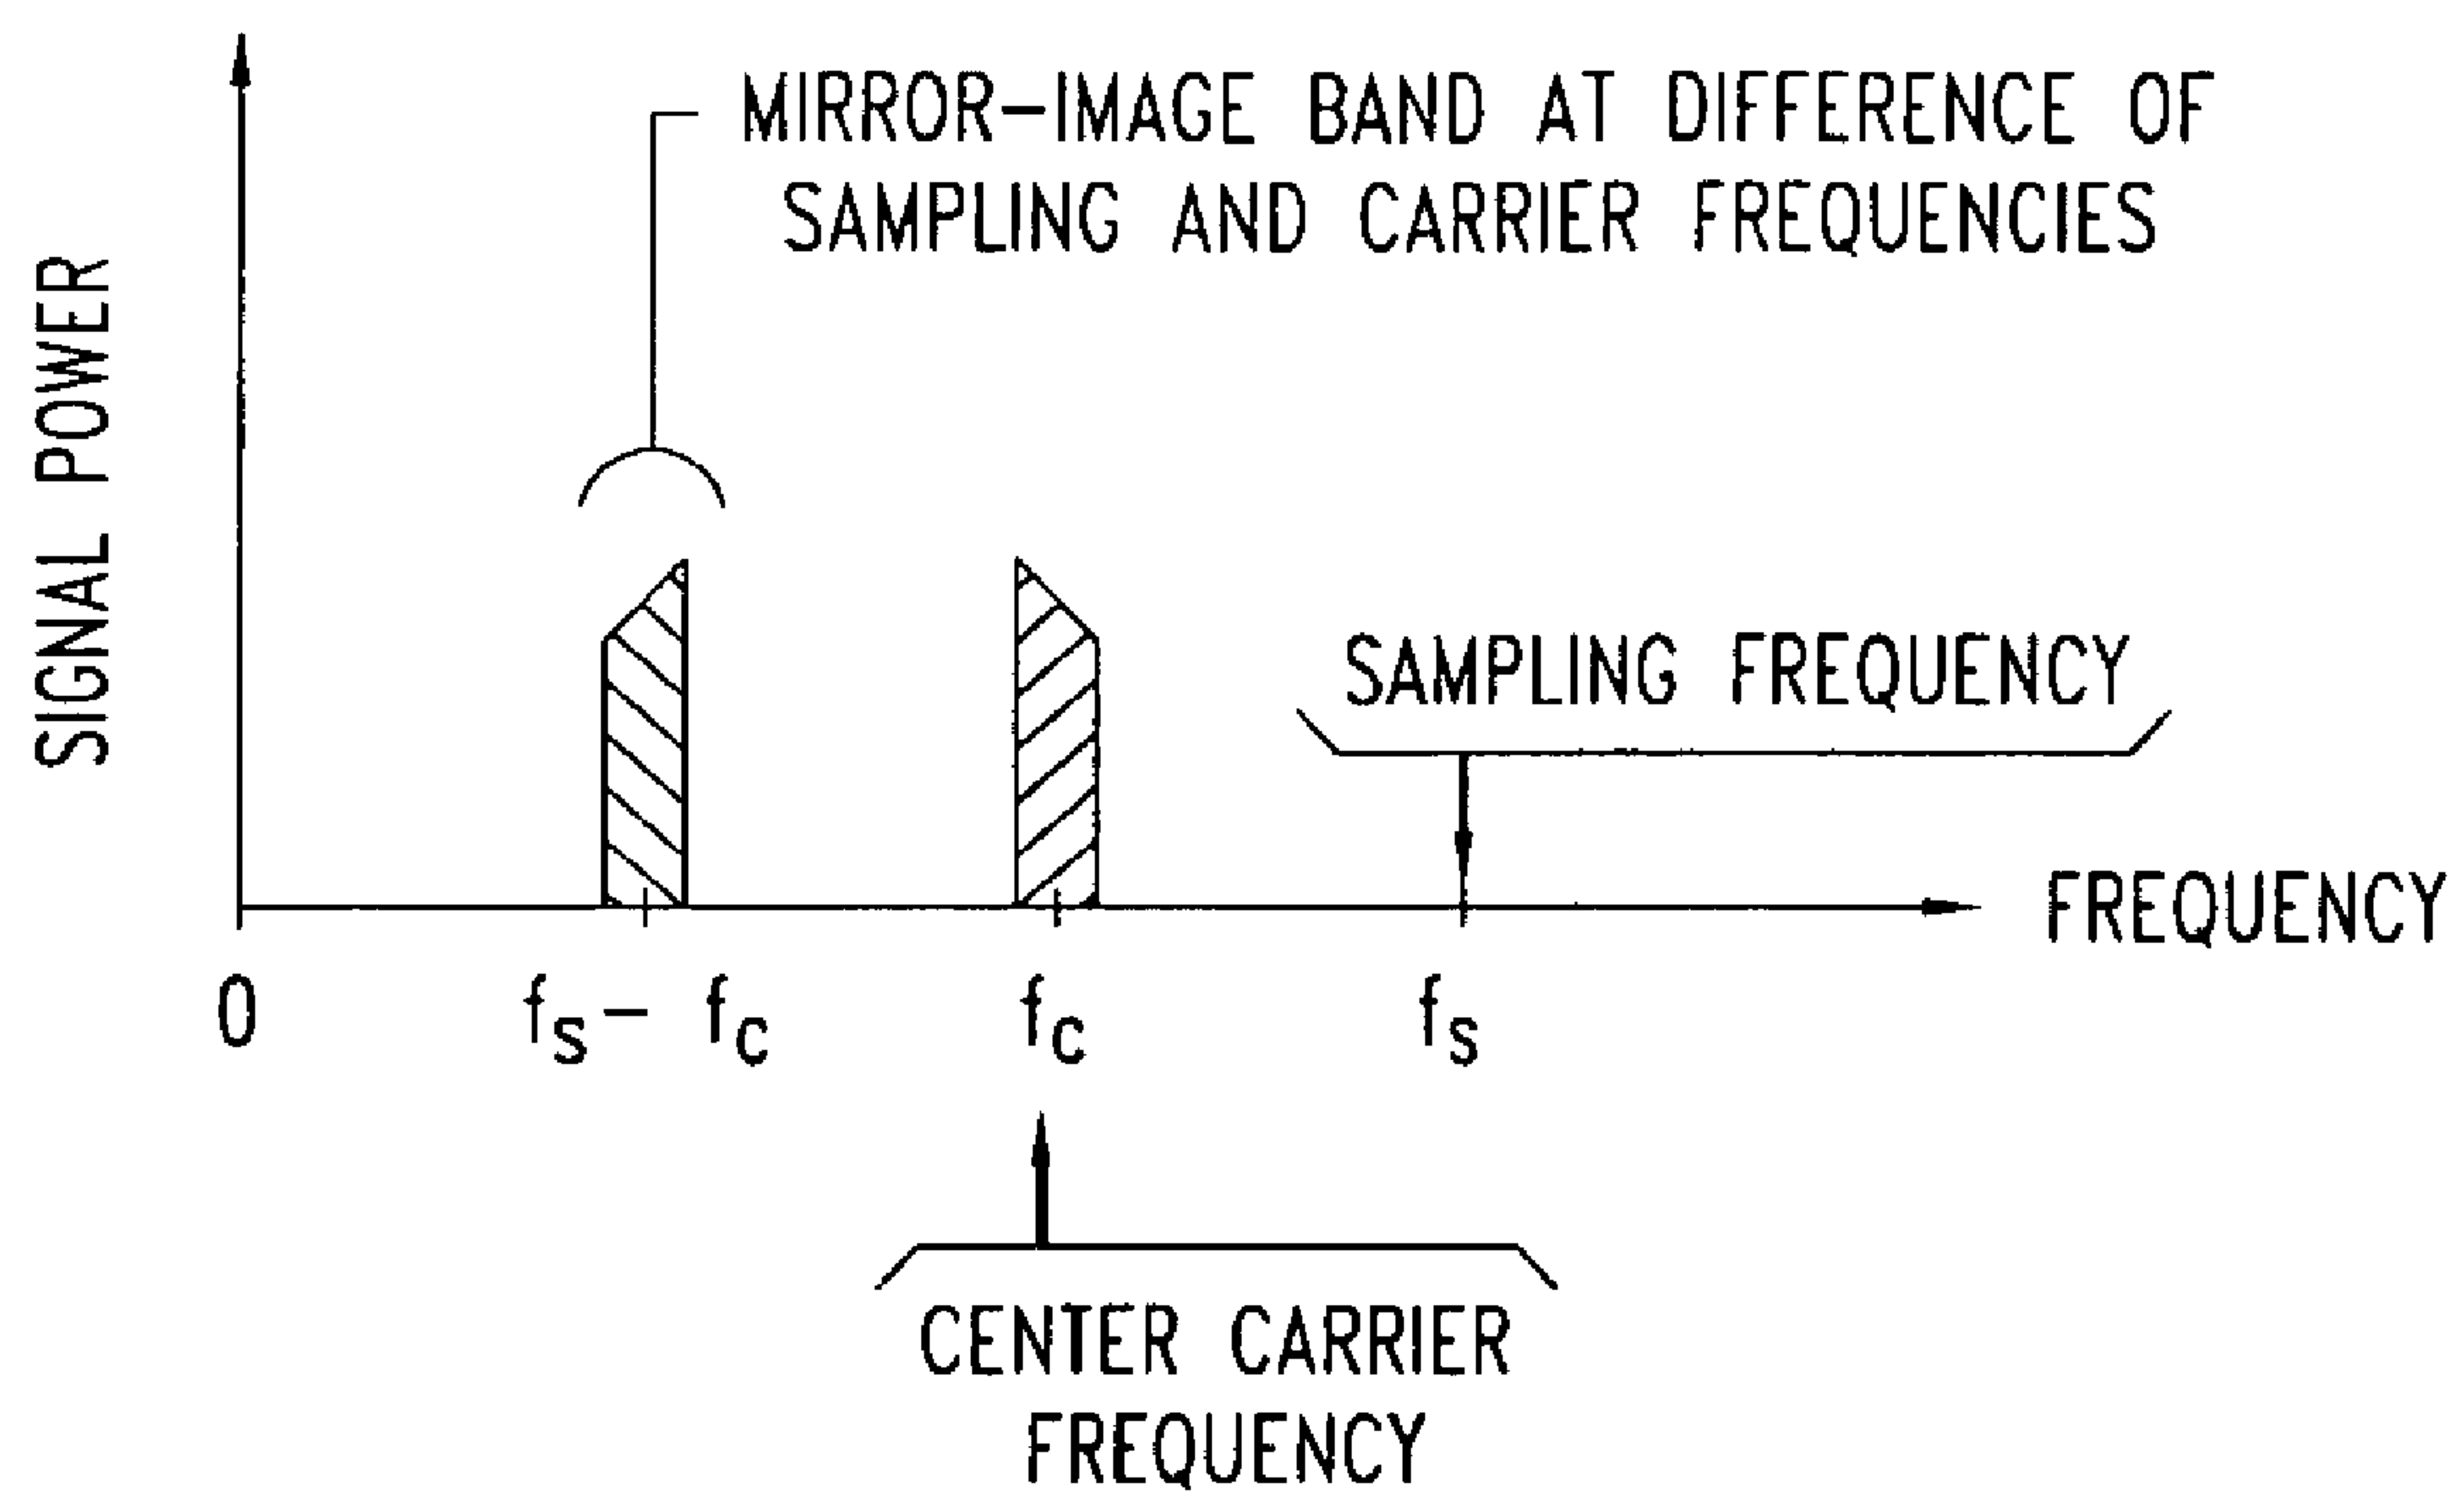 MIRROR-IMAGE BAND AT DIFFERENCE OF
SAMPLING AND CARRIER FREQUENCIES
SIGNAL POWER
SAMPLING FREQUENCY
FREQUENCY
0 fs- fc fc fs
CENTER CARRIER
FREQUENCY